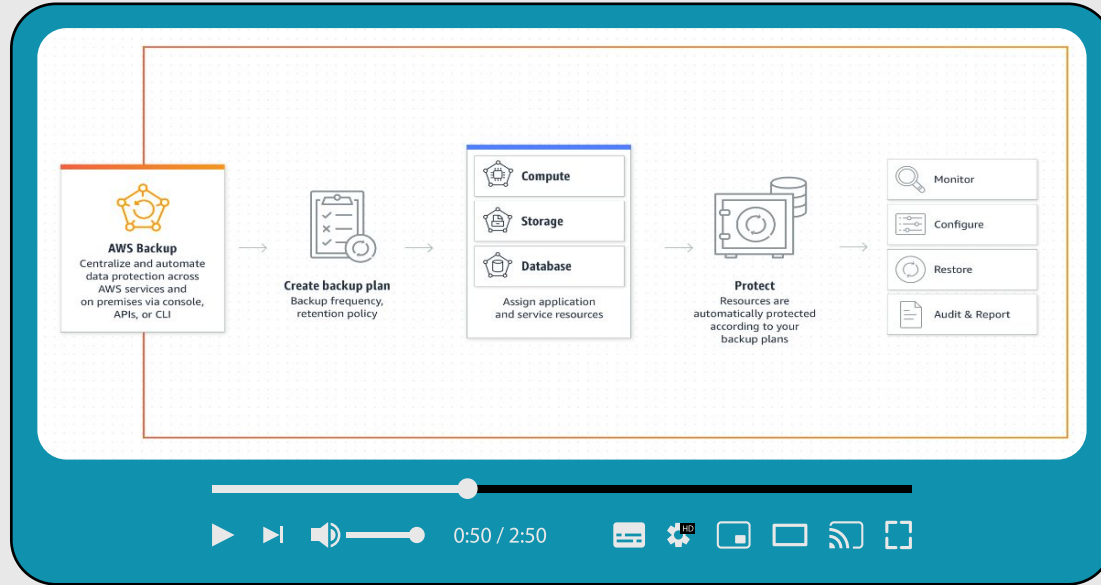 AWS Backup
Centralize and automate
data protection across
AWS services and
on premises via console,
APIs, or CLI
Create backup plan
Backup frequency,
retention policy
Compute
Storage
Database
Assign application
and service resources
Protect
Resources are
automatically protected
according to your
backup plans
Monitor
Configure
Restore
Audit & Report
0:50 / 2:50
HD